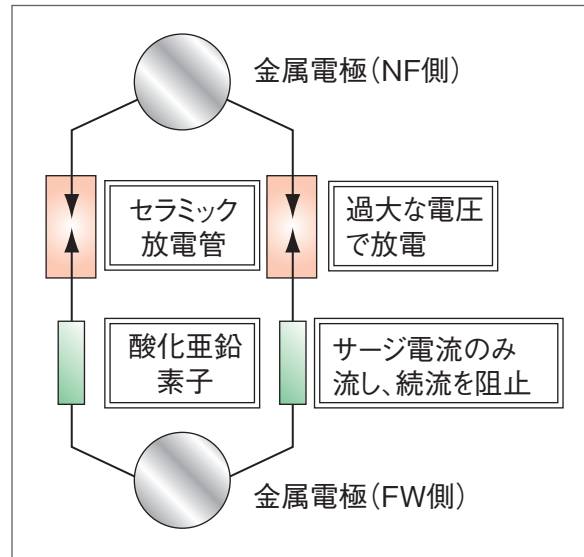 金属電極（NF側）
セラミック
放電管
過大な電圧
で放電
酸化亜鉛
素子
サージ電流のみ
流し、続流を阻止
金属電極（FW側）